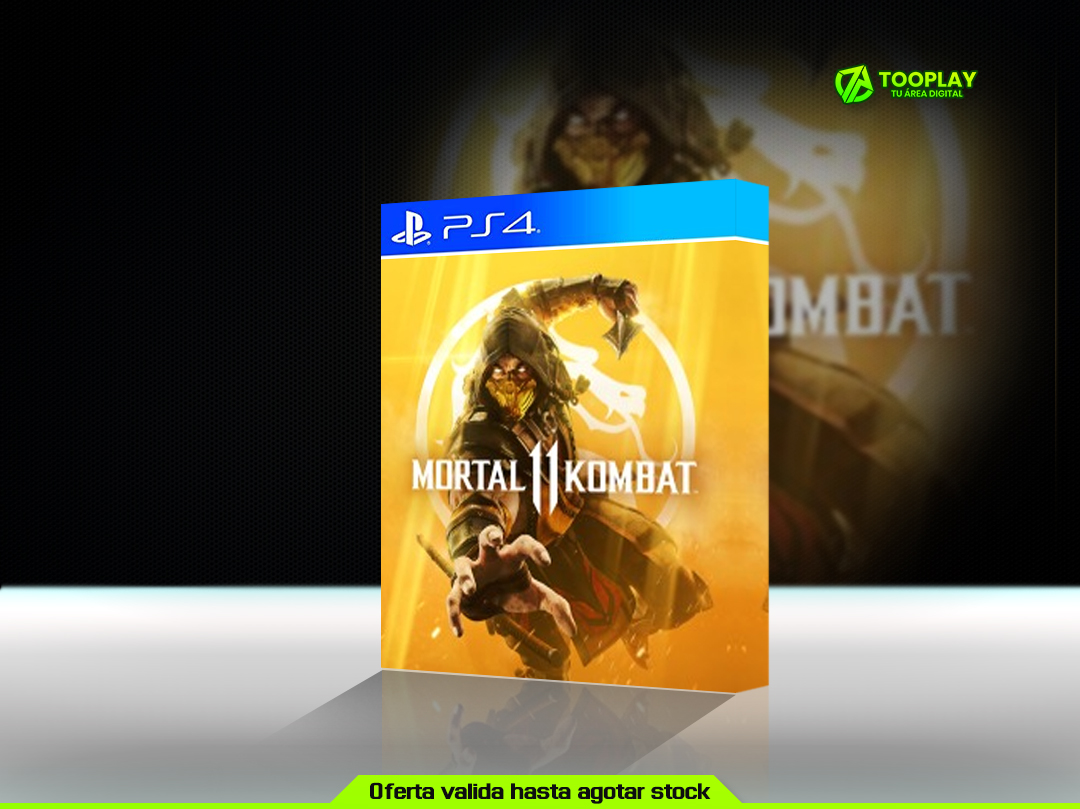 TOOPLAY
TU ÁREA DIGITAL
PS4
MORTAL 11 KOMBAT
OMBAT
Oferta valida hasta agotar stock